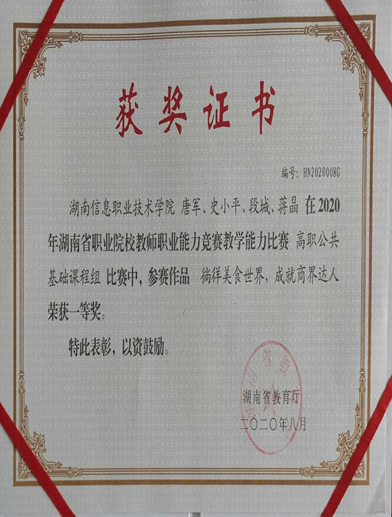 获奖证书
编号：HN2020008G
湖南信息职业技术学院 唐军、史小平、段斌、蒋晶 在2020
年湖南省职业院校教师职业能力竞赛教学能力比赛 高职公共
基础课程组 比赛中，参赛作品 徜徉美食世界，成就商界达人
荣获一等奖。
特此表彰，以资鼓励。
湖南省教育厅
二〇二〇年八月